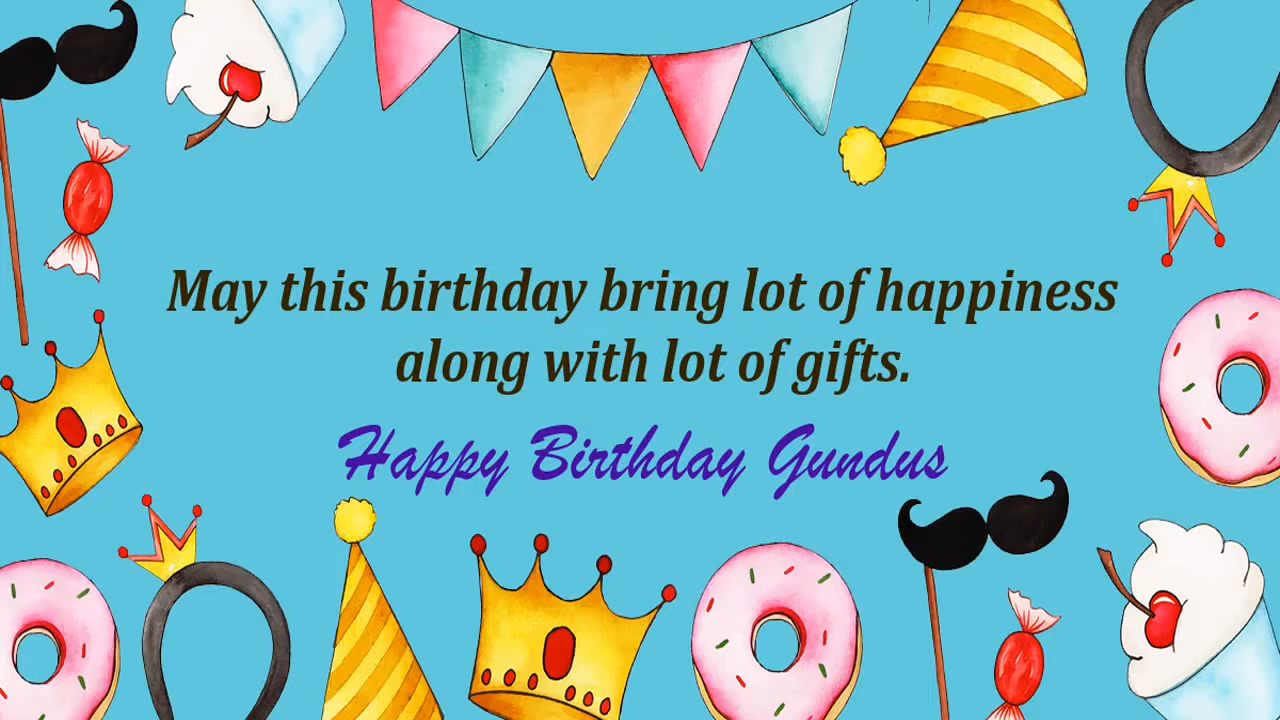 May this birthday bring lot of happiness
along with lot of gifts.
Happy Birthday Gundus